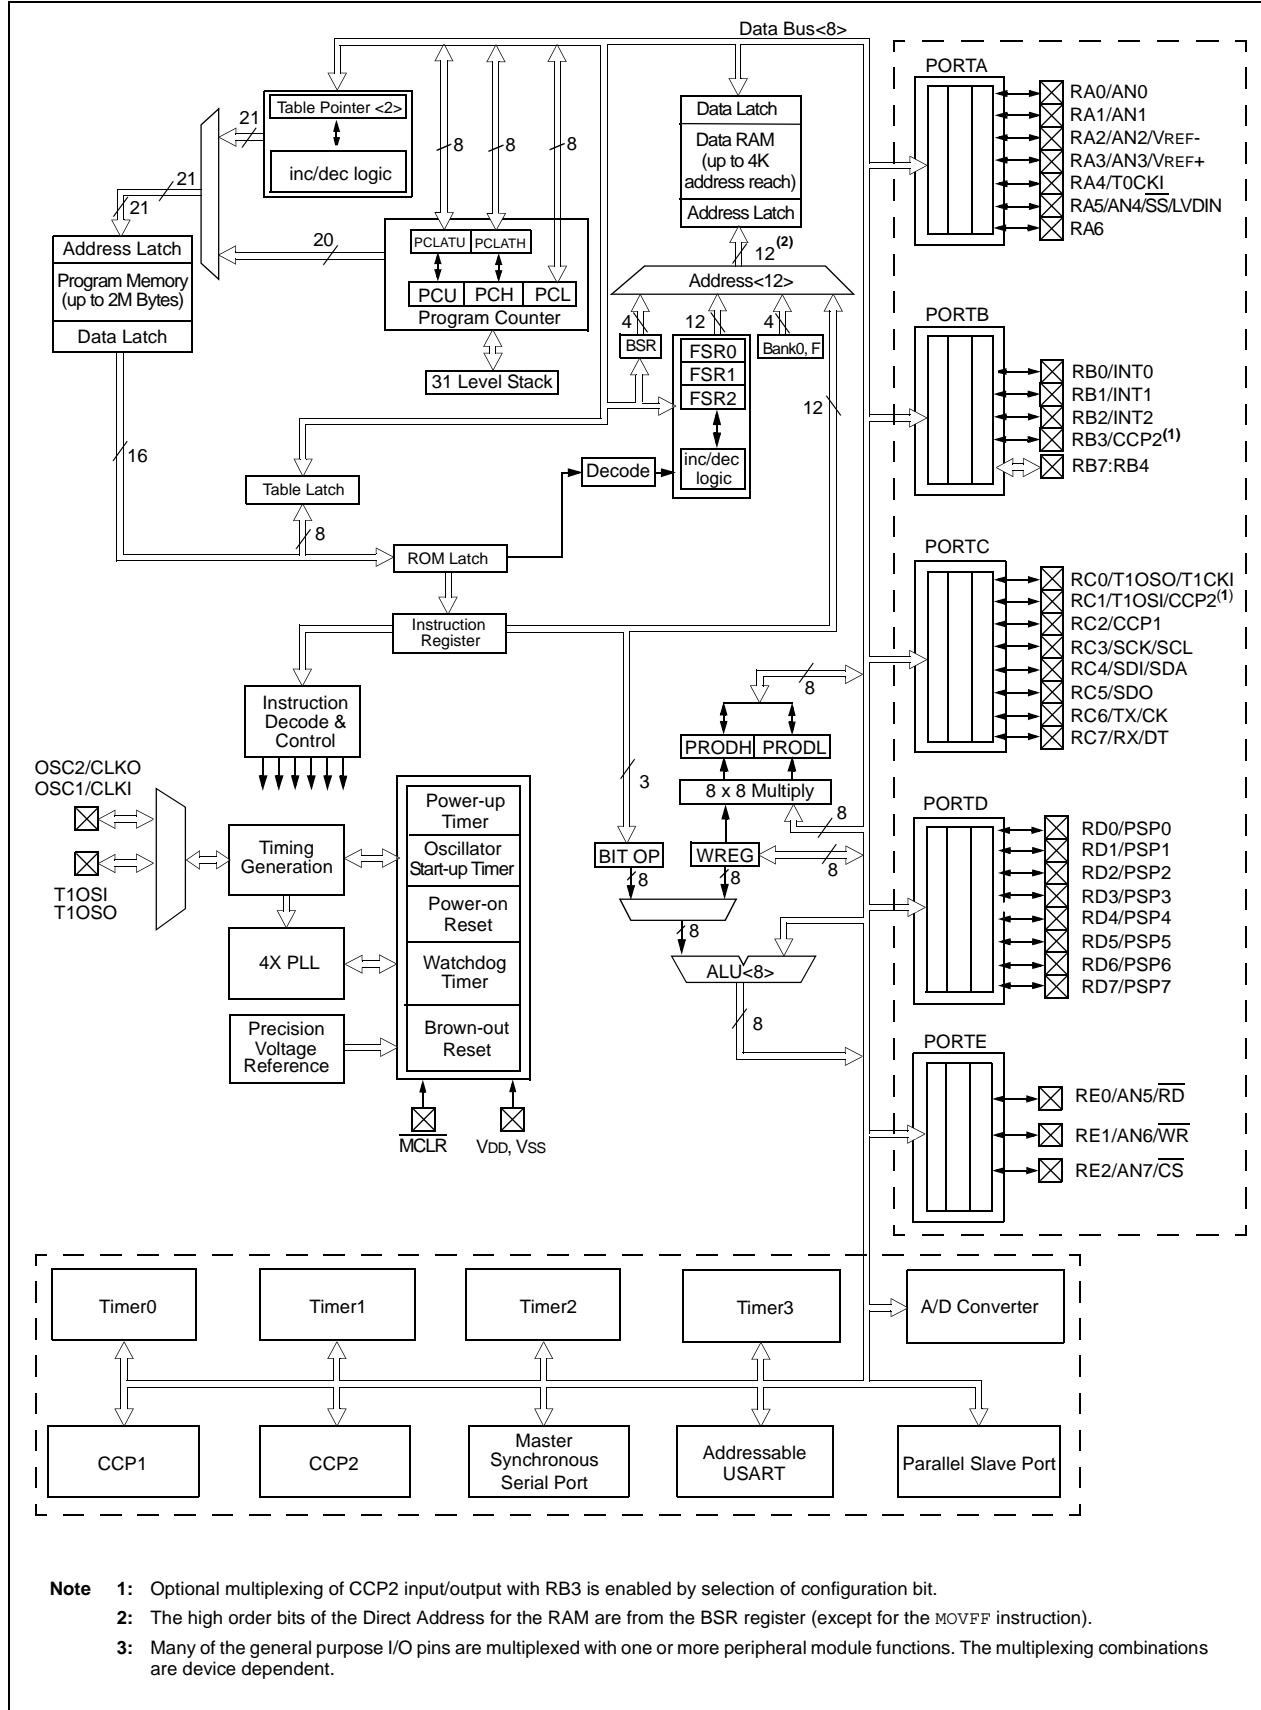 Data Bus<8>
Table Pointer <2>
inc/dec logic
21
21
21
Address Latch
Program Memory
(up to 2M Bytes)
Data Latch
20
8
8
8
PCLATU PCLATH
PCU PCH PCL
Program Counter
31 Level Stack
Data Latch
Data RAM
(up to 4K
address reach)
Address Latch
12(2)
Address<12>
4
12
4
BSR
Bank0, F
FSR0
FSR1
FSR2
inc/dec
logic
12
Decode
16
Table Latch
8
ROM Latch
Instruction
Register
Instruction
Decode &
Control
OSC2/CLKO
OSC1/CLKI
T1OSI
T1OSO
Timing
Generation
4X PLL
Precision
Voltage
Reference
Power-up
Timer
Oscillator
Start-up Timer
Power-on
Reset
Watchdog
Timer
Brown-out
Reset
MCLR
VDD, VSS
8
PRODH PRODL
8 x 8 Multiply
3
8
BIT OP
WREG
8
8
8
8
ALU<8>
8
PORTA
RA0/AN0
RA1/AN1
RA2/AN2/VREF-
RA3/AN3/VREF+
RA4/T0CKI
RA5/AN4/SS/LVDIN
RA6
PORTB
RB0/INT0
RB1/INT1
RB2/INT2
RB3/CCP2(1)
RB7:RB4
PORTC
RC0/T1OSO/T1CKI
RC1/T1OSI/CCP2(1)
RC2/CCP1
RC3/SCK/SCL
RC4/SDI/SDA
RC5/SDO
RC6/TX/CK
RC7/RX/DT
PORTD
RD0/PSP0
RD1/PSP1
RD2/PSP2
RD3/PSP3
RD4/PSP4
RD5/PSP5
RD6/PSP6
RD7/PSP7
PORTE
RE0/AN5/RD
RE1/AN6/WR
RE2/AN7/CS
Timer0
Timer1
Timer2
Timer3
A/D Converter
CCP1
CCP2
Master
Synchronous
Serial Port
Addressable
USART
Parallel Slave Port
Note 1: Optional multiplexing of CCP2 input/output with RB3 is enabled by selection of configuration bit.
2: The high order bits of the Direct Address for the RAM are from the BSR register (except for the MOVFF instruction).
3: Many of the general purpose I/O pins are multiplexed with one or more peripheral module functions. The multiplexing combinations
are device dependent.